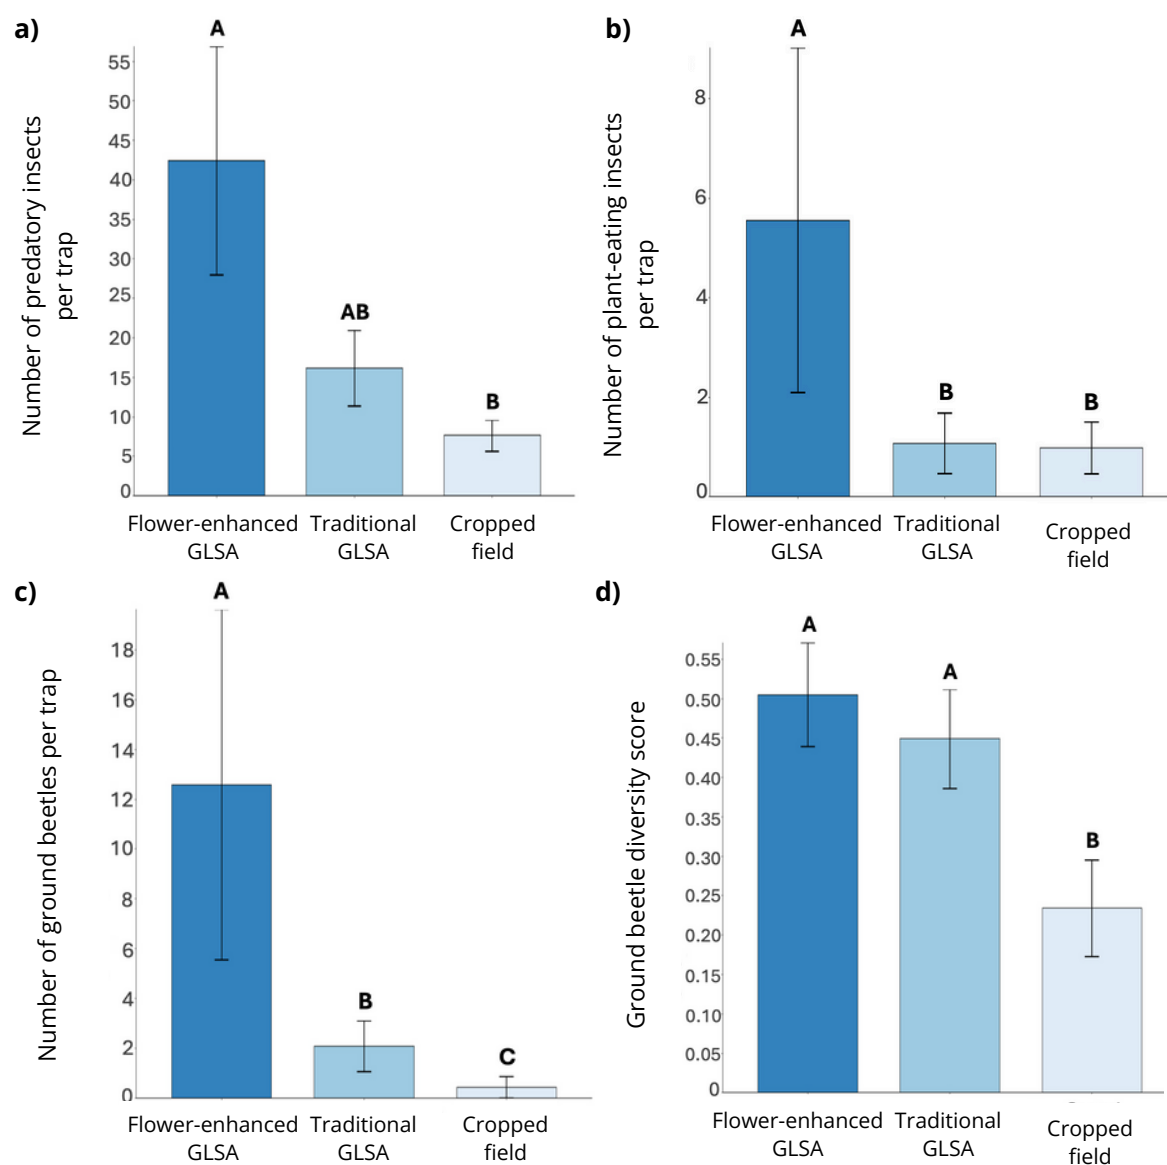 a)
A
55
50
45
40
35
30
25
20
15
10
5
0
AB
B
Number of predatory insects
per trap
Flower-enhanced
GLSA
Traditional
GLSA
Cropped
field
b)
A
8
6
4
2
0
B
B
Number of plant-eating insects
per trap
Flower-enhanced
GLSA
Traditional
GLSA
Cropped
field
c)
A
18
16
14
12
10
8
6
4
2
0
B
C
Number of ground beetles per trap
Flower-enhanced
GLSA
Traditional
GLSA
Cropped
field
d)
A
A
B
0.55
0.50
0.45
0.40
0.35
0.30
0.25
0.20
0.15
0.10
0.05
0
Ground beetle diversity score
Flower-enhanced
GLSA
Traditional
GLSA
Cropped
field